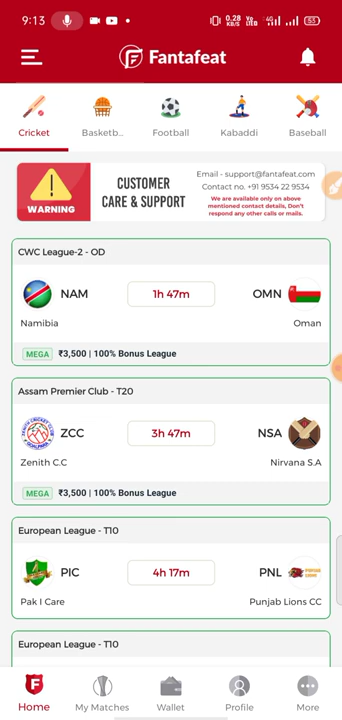 9:13
0.28
KB/S
53
Fantafeat
Cricket
Basketb...
Football
Kabaddi
Baseball
WARNING
CUSTOMER
CARE & SUPPORT
Email - support@fantafeat.com
Contact no. +91 9534 22 9534
We are available only on above
mentioned contact details, Don't
respond any other calls or mails.
CWC League-2 - OD
NAM
1h 47m
OMN
Namibia
Oman
MEGA ₹3,500 | 100% Bonus League
Assam Premier Club - T20
ZCC
3h 47m
NSA
Zenith C.C
Nirvana S.A
MEGA ₹3,500 | 100% Bonus League
European League - T10
PIC
4h 17m
PNL
Pak I Care
Punjab Lions CC
European League - T10
Home
My Matches
Wallet
Profile
More